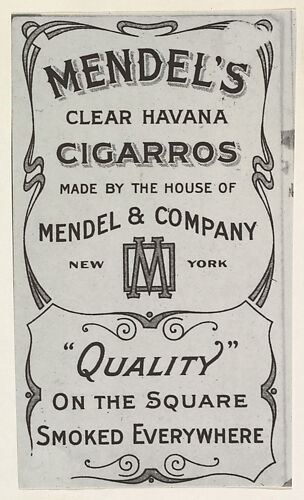 MENDEL'S
CLEAR HAVANA
CIGARROS
MADE BY THE HOUSE OF
MENDEL & COMPANY
NEW M YORK
"QUALITY"
ON THE SQUARE
SMOKED EVERYWHERE